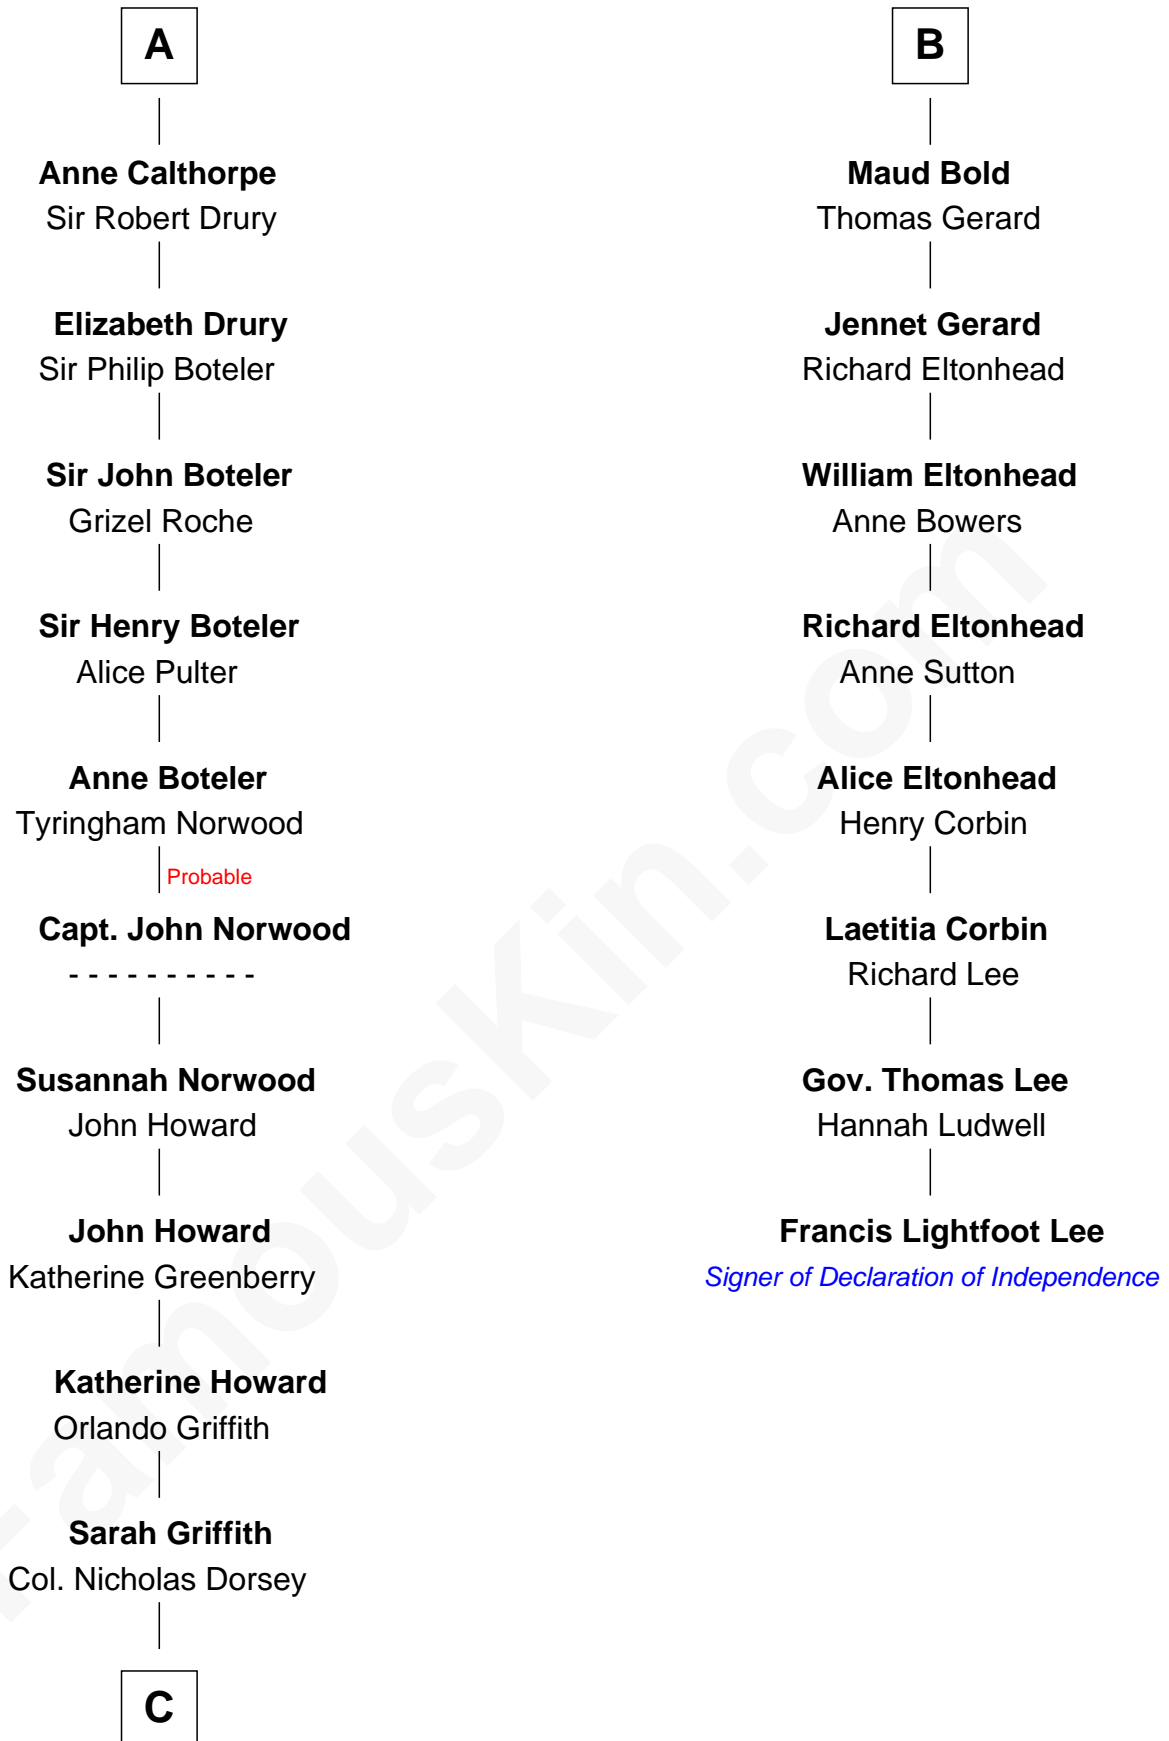 A
Anne Calthorpe
Sir Robert Drury
Elizabeth Drury
Sir Philip Boteler
Sir John Boteler
Grizel Roche
Sir Henry Boteler
Alice Pulter
Anne Boteler
Tyringham Norwood
Probable
Capt. John Norwood
- - - - - - - - - -
Susannah Norwood
John Howard
John Howard
Katherine Greenberry
Katherine Howard
Orlando Griffith
Sarah Griffith
Col. Nicholas Dorsey
C
B
Maud Bold
Thomas Gerard
Jennet Gerard
Richard Eltonhead
William Eltonhead
Anne Bowers
Richard Eltonhead
Anne Sutton
Alice Eltonhead
Henry Corbin
Laetitia Corbin
Richard Lee
Gov. Thomas Lee
Hannah Ludwell
Francis Lightfoot Lee
Signer of Declaration of Independence
FamousKin.com